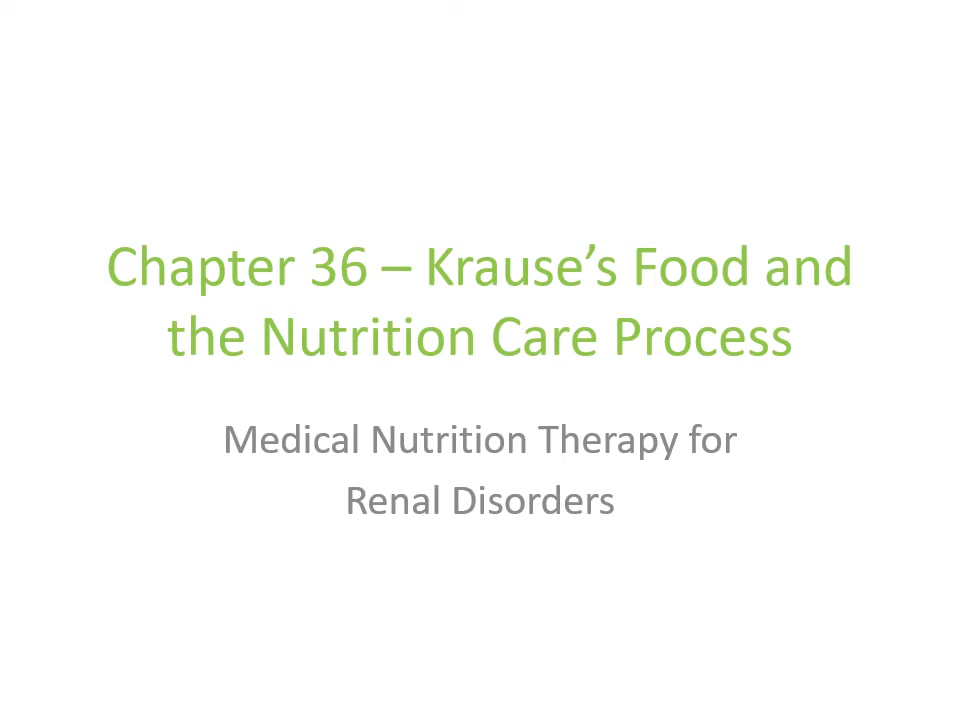 Chapter 36 – Krause’s Food and
the Nutrition Care Process
Medical Nutrition Therapy for
Renal Disorders